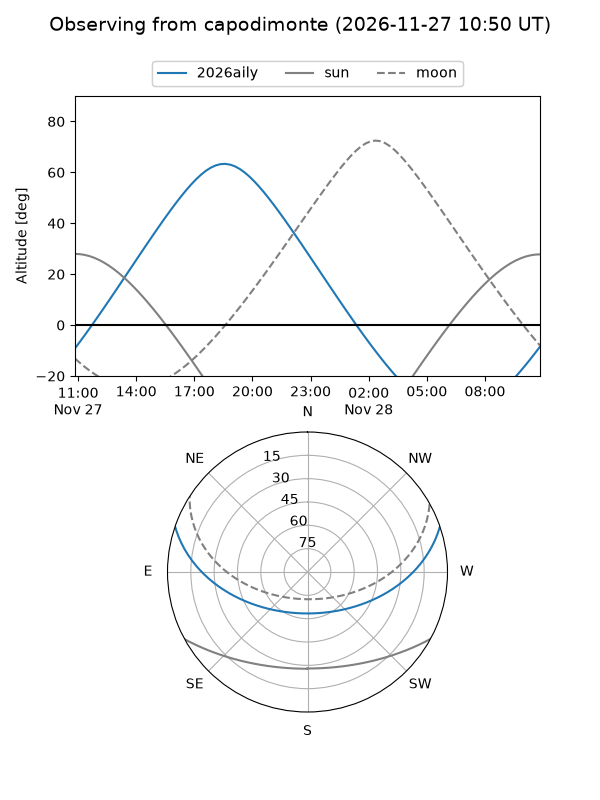 Observing from capodimonte (2026-11-27 10:50 UT)
2026aily sun moon
Altitude [deg]
80
60
40
20
0
−20
11:00 14:00 17:00 20:00 23:00 02:00 05:00 08:00
Nov 27 Nov 28
N
NE NW
15
30
45
60
75
E W
SE SW
S